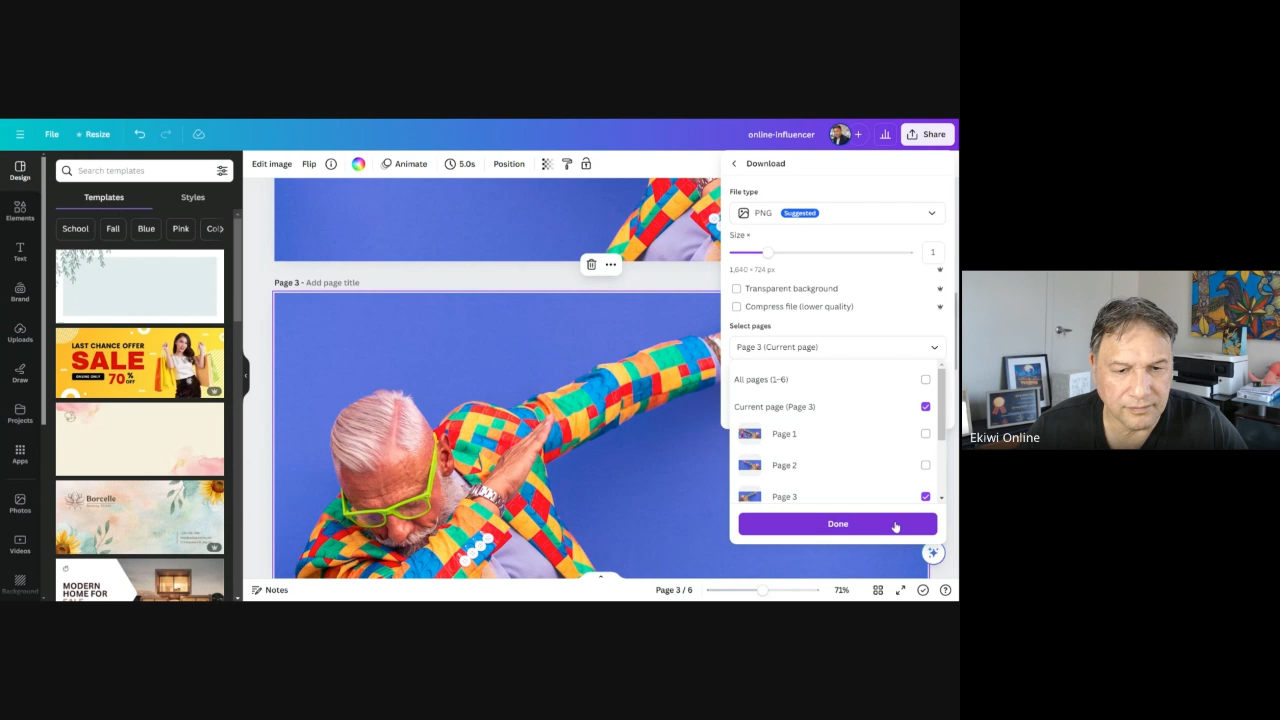 File
Resize
online-influencer
Share
Design
Elements
Text
Brand
Uploads
Draw
Projects
Apps
Photos
Videos
Background
Search templates
Templates Styles
School Fall Blue Pink
LAST CHANCE OFFER
SALE
70%
Borcelle
MODERN
HOME FOR
Edit image Flip Animate 5.0s Position
Page 3 - Add page title
Download
File type
PNG Suggested
Size ×
1
1,640 × 724 px
Transparent background
Compress file (lower quality)
Select pages
Page 3 (Current page)
All pages (1-6)
Current page (Page 3)
Page 1
Page 2
Page 3
Done
Notes
Page 3 / 6
71%
Ekiwi Online